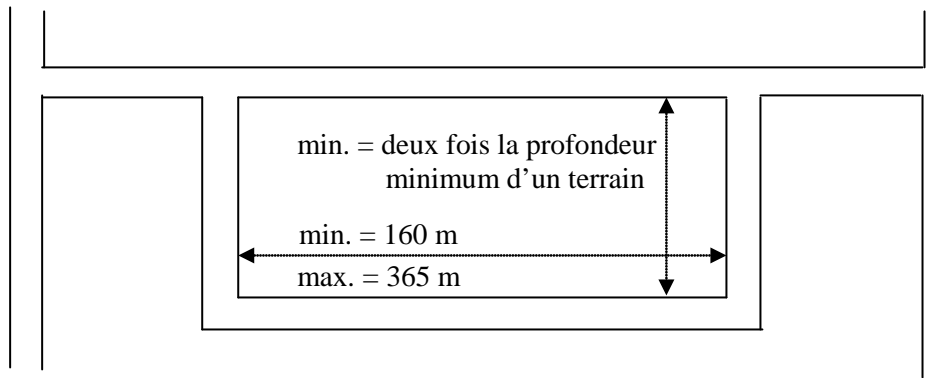 min. = deux fois la profondeur
minimum d’un terrain
min. = 160 m
max. = 365 m